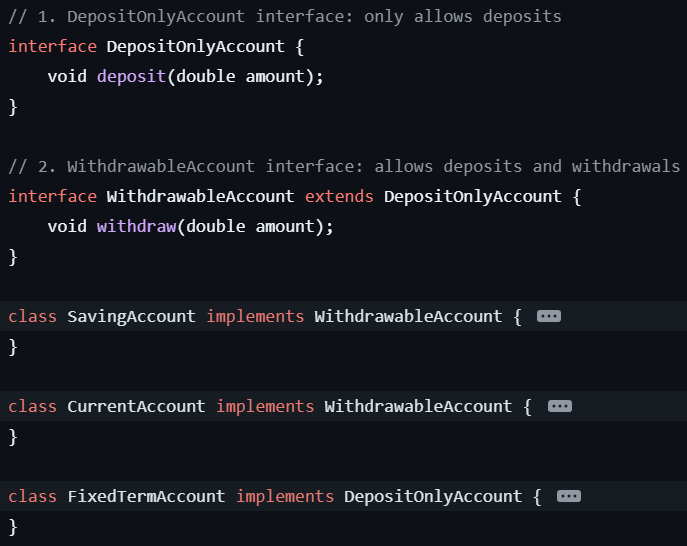 // 1. DepositOnlyAccount interface: only allows deposits
interface DepositOnlyAccount {
    void deposit(double amount);
}

// 2. WithdrawableAccount interface: allows deposits and withdrawals
interface WithdrawableAccount extends DepositOnlyAccount {
    void withdraw(double amount);
}

class SavingAccount implements WithdrawableAccount { ···
}

class CurrentAccount implements WithdrawableAccount { ···
}

class FixedTermAccount implements DepositOnlyAccount { ···
}